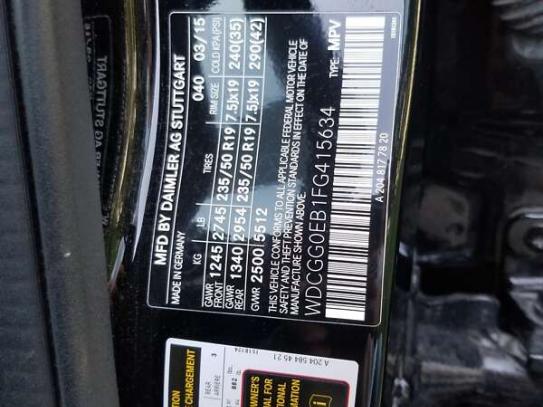 MFD BY DAIMLER AG STUTTGART
MADE IN GERMANY 040 03/15
KG LB TIRES RIM SIZE COLD KPA(PSI)
GAWR FRONT 1245 2745 235/50 R19 7.5Jx19 240(35)
GAWR REAR 1340 2954 235/50 R19 7.5Jx19 290(42)
GVWR 2500 5512
THIS VEHICLE CONFORMS TO ALL APPLICABLE FEDERAL MOTOR VEHICLE
SAFETY AND THEFT PREVENTION STANDARDS IN EFFECT ON THE DATE OF
MANUFACTURE SHOWN ABOVE.
WDCGG0EB1FG415634 TYPE: MPV
A 204 817 78 20
A 204 584 45 21
CHARGEMENT
REAR
ARRIERE
3
OWNER'S